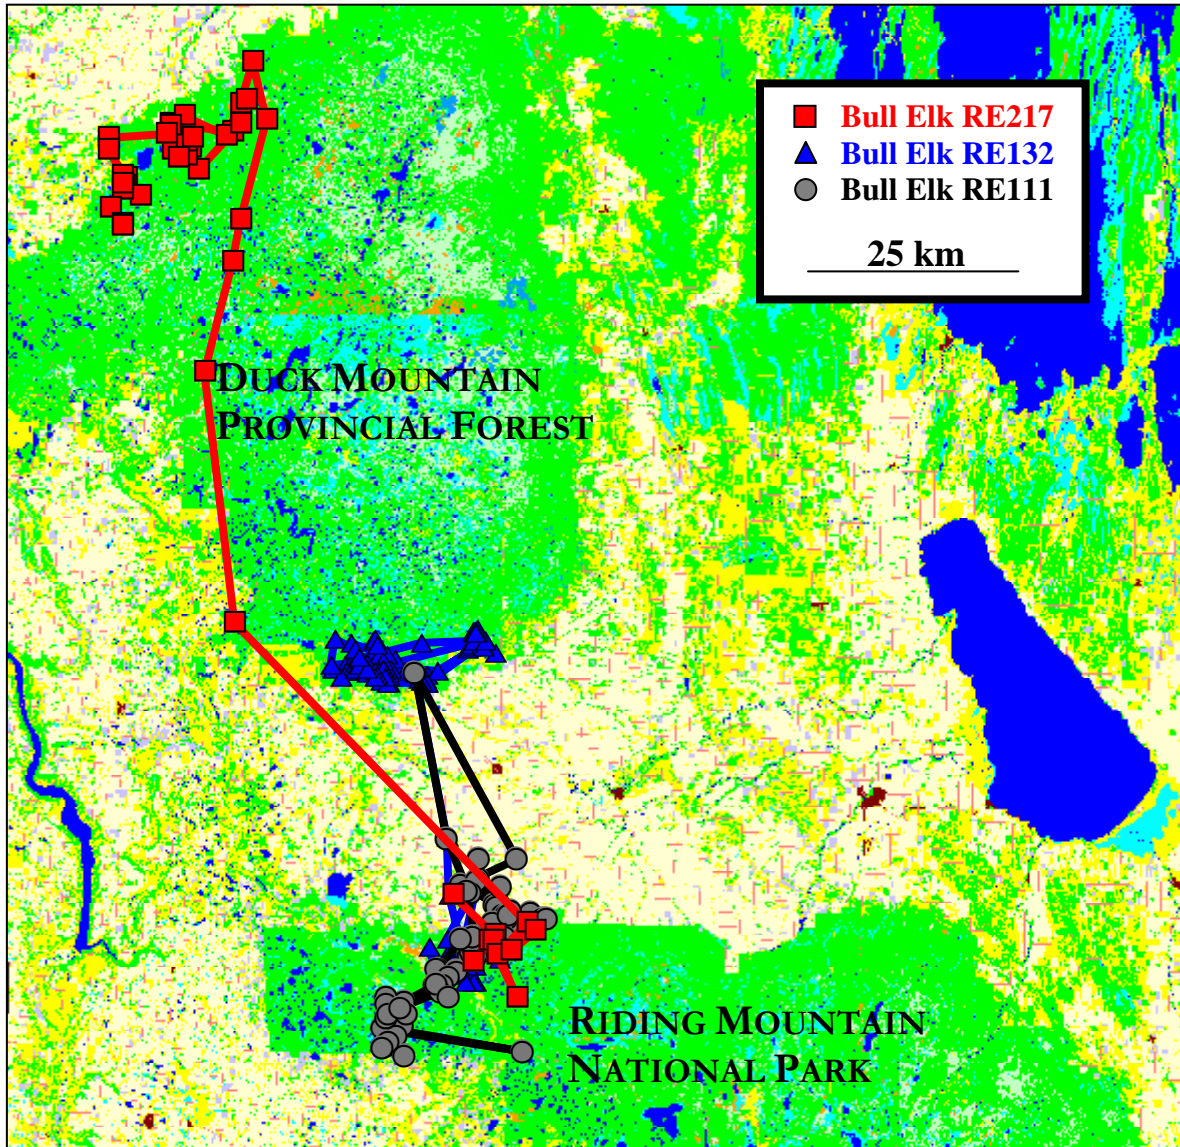 Bull Elk RE217
Bull Elk RE132
Bull Elk RE111
25 km
DUCK MOUNTAIN
PROVINCIAL FOREST
RIDING MOUNTAIN
NATIONAL PARK